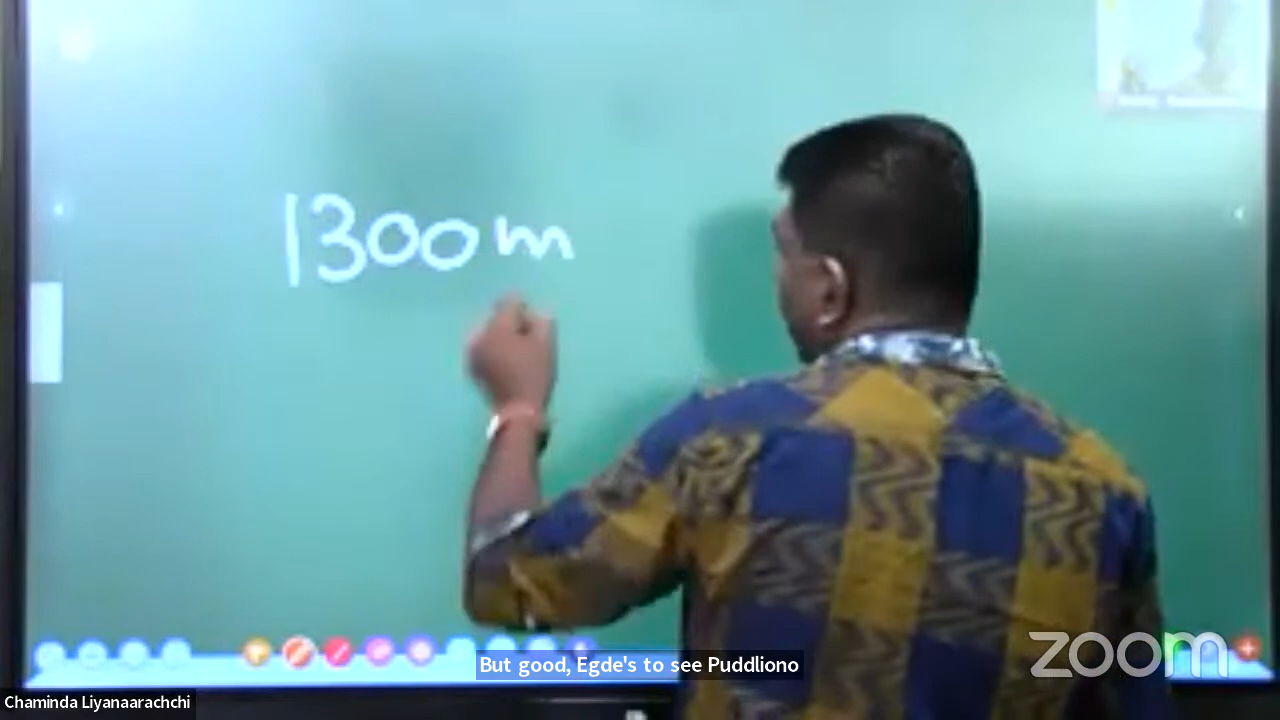 1300m
But good, Egde's to see Puddliono
zoom
Chaminda Liyanaarachchi